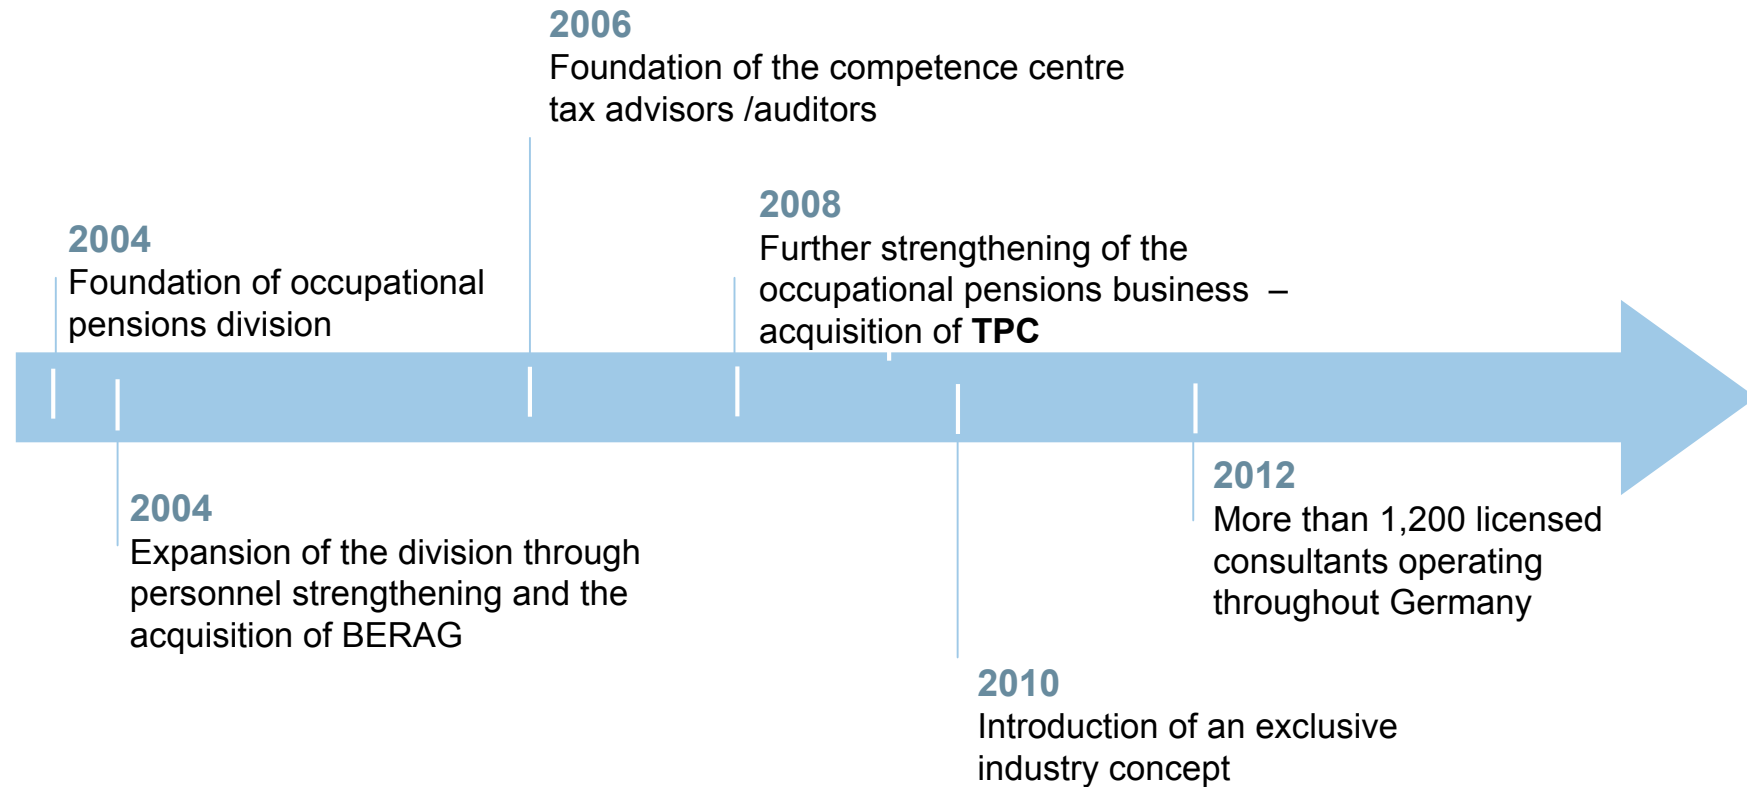 2006
Foundation of the competence centre
tax advisors /auditors
2008
Further strengthening of the
occupational pensions business  –
acquisition of TPC
2004
Foundation of occupational
pensions division
2004
Expansion of the division through
personnel strengthening and the
acquisition of BERAG
2012
More than 1,200 licensed
consultants operating
throughout Germany
2010
Introduction of an exclusive
industry concept